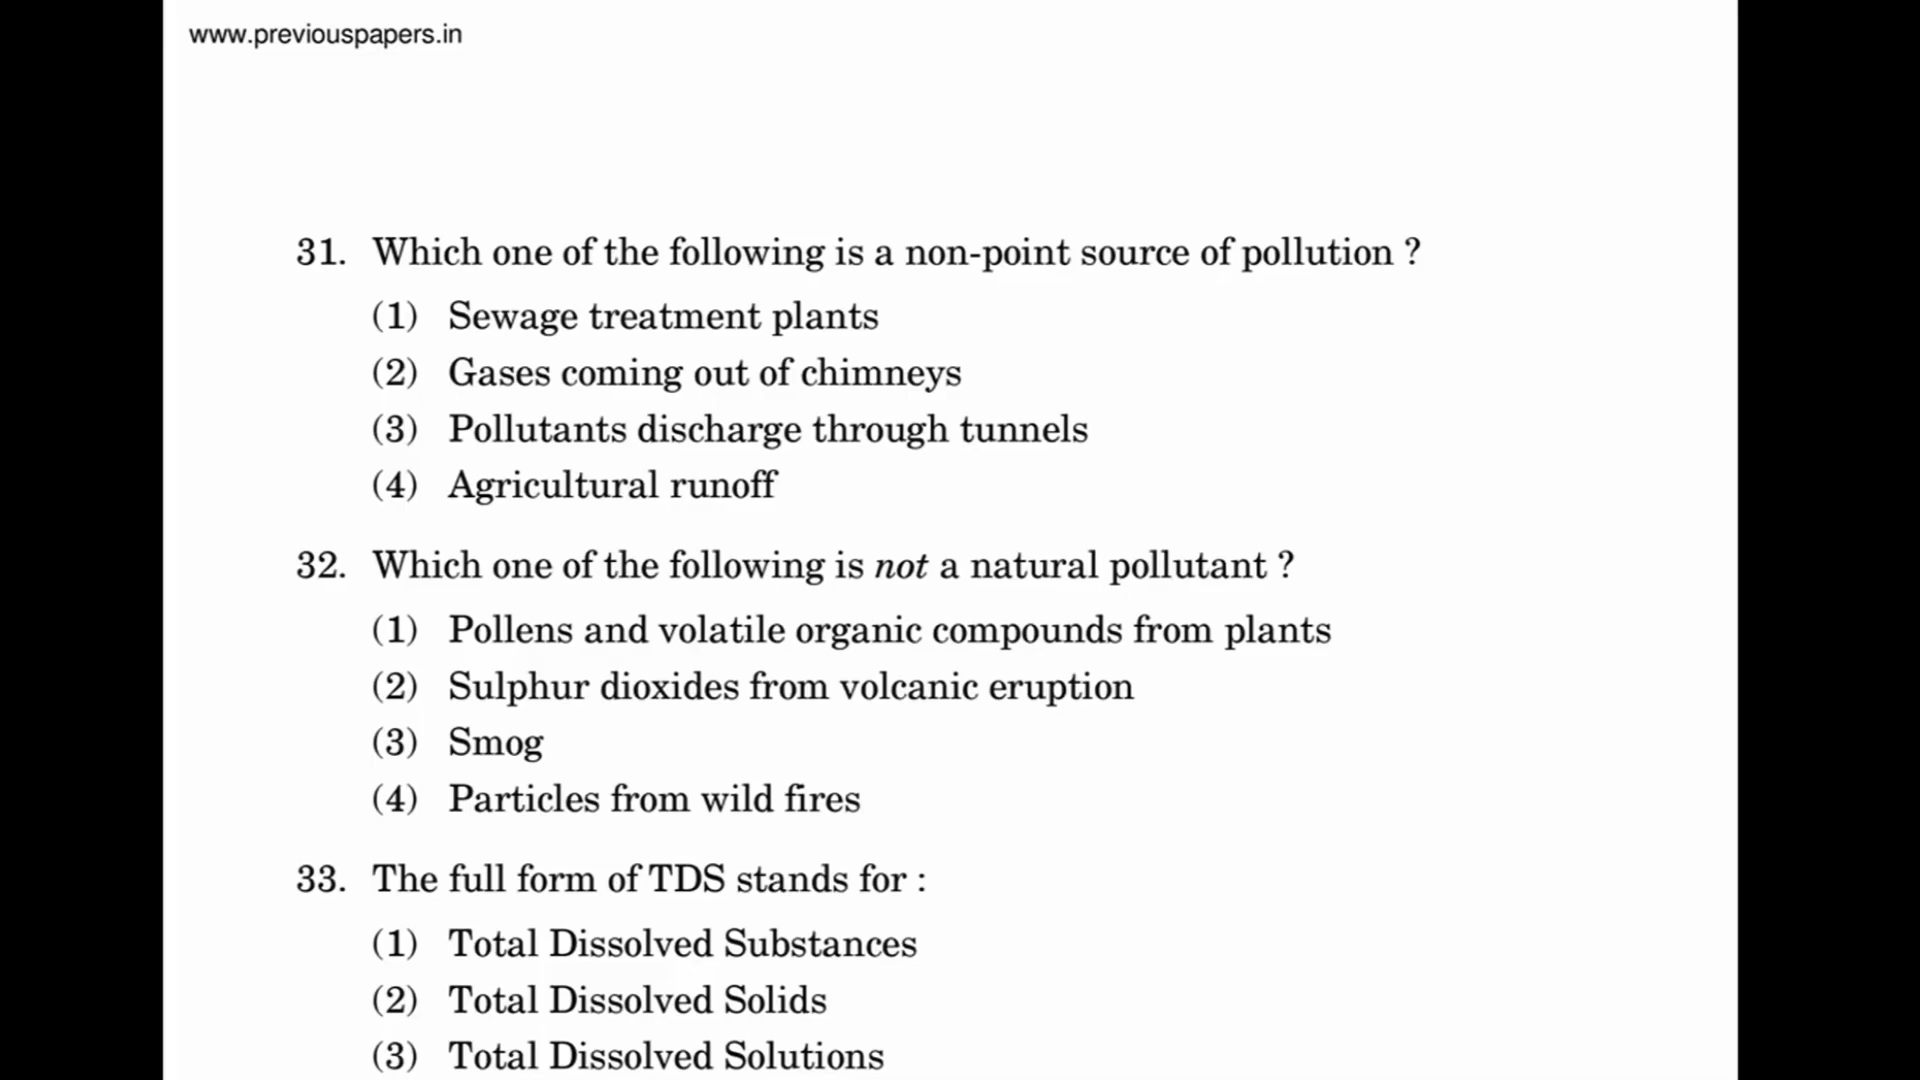 www.previouspapers.in
31. Which one of the following is a non-point source of pollution ?
(1) Sewage treatment plants
(2) Gases coming out of chimneys
(3) Pollutants discharge through tunnels
(4) Agricultural runoff
32. Which one of the following is not a natural pollutant ?
(1) Pollens and volatile organic compounds from plants
(2) Sulphur dioxides from volcanic eruption
(3) Smog
(4) Particles from wild fires
33. The full form of TDS stands for :
(1) Total Dissolved Substances
(2) Total Dissolved Solids
(3) Total Dissolved Solutions